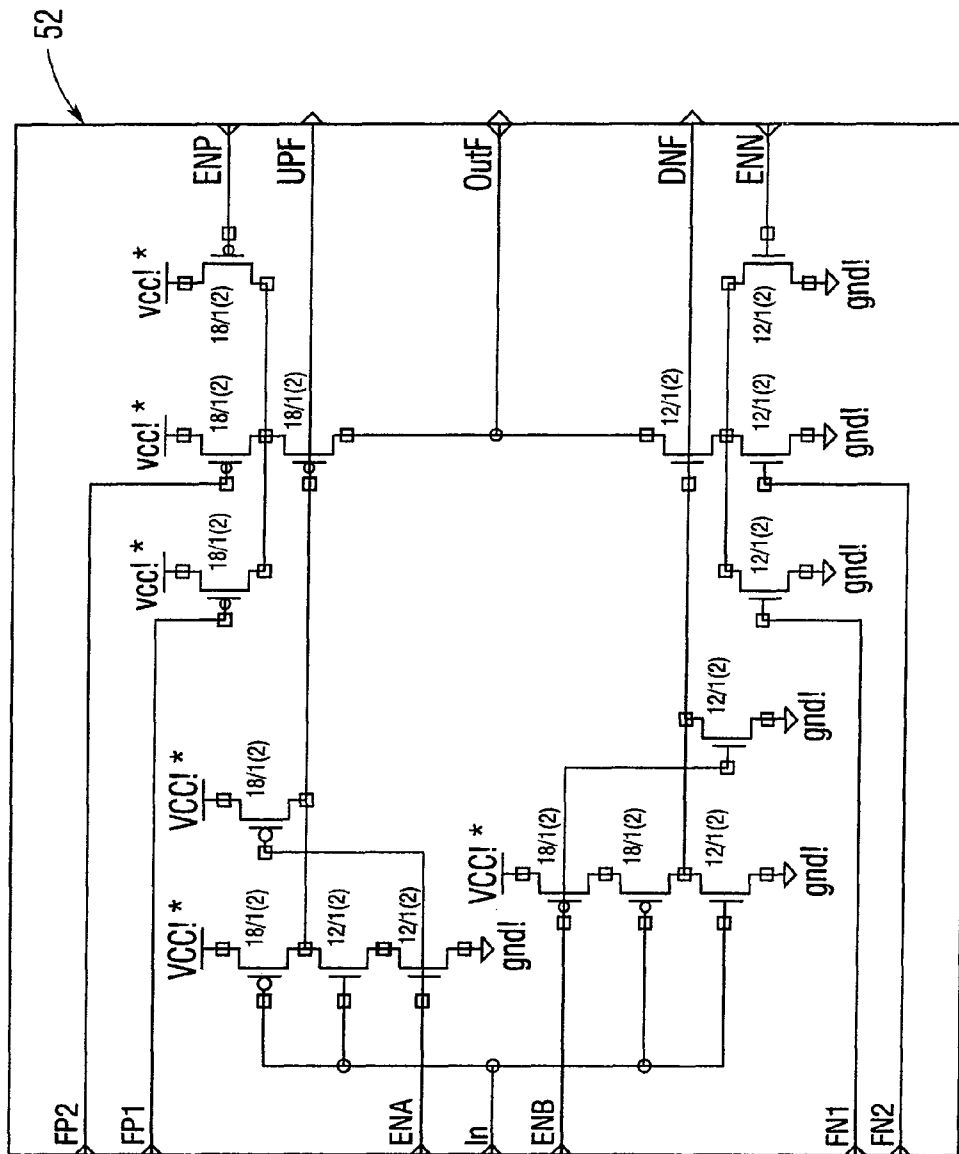 52
FP2
FP1
ENA
In
ENB
FN1
FN2
ENP
UPF
OutF
DNF
ENN
vcc! *
vcc! *
vcc! *
18/1(2)
18/1(2)
18/1(2)
18/1(2)
VCC! *
VCC! *
18/1(2)
18/1(2)
12/1(2)
12/1(2)
gnd!
VCC! *
18/1(2)
18/1(2)
12/1(2)
gnd!
12/1(2)
gnd!
12/1(2)
12/1(2)
12/1(2)
12/1(2)
gnd!
gnd!
gnd!